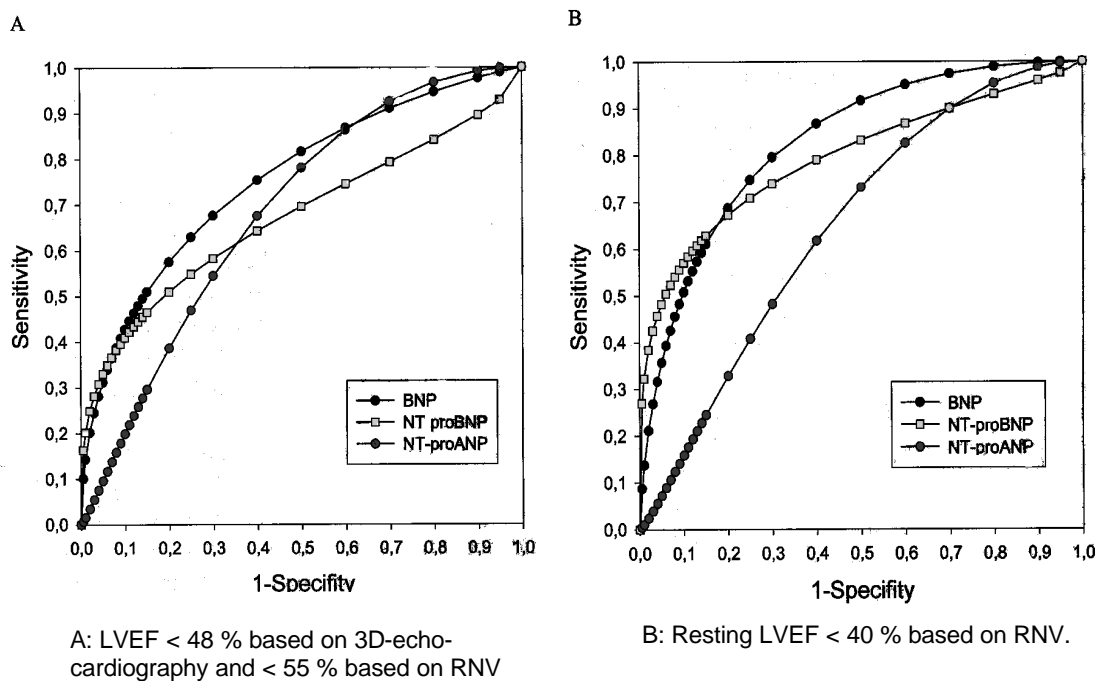 A
1,0
0,9
0,8
0,7
0,6
0,5
0,4
0,3
0,2
0,1
0,0
Sensitivity
BNP
NT proBNP
NT-proANP
0,0 0,1 0,2 0,3 0,4 0,5 0,6 0,7 0,8 0,9 1,0
1-Specifity
A: LVEF < 48 % based on 3D-echo-
cardiography and < 55 % based on RNV
B
1,0
0,9
0,8
0,7
0,6
0,5
0,4
0,3
0,2
0,1
0,0
Sensitivity
BNP
NT-proBNP
NT-proANP
0,0 0,1 0,2 0,3 0,4 0,5 0,6 0,7 0,8 0,9 1,0
1-Specifity
B: Resting LVEF < 40 % based on RNV.